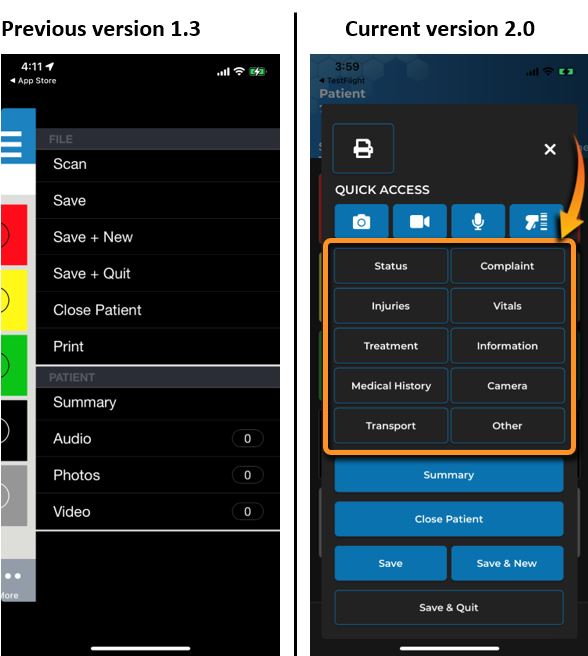 Previous version 1.3
4:11
◄ App Store
FILE
Scan
Save
Save + New
Save + Quit
Close Patient
Print
PATIENT
Summary
Audio 0
Photos 0
Video 0
More
Current version 2.0
3:59
◄ TestFlight
Patient
QUICK ACCESS
Status Complaint
Injuries Vitals
Treatment Information
Medical History Camera
Transport Other
Summary
Close Patient
Save Save & New
Save & Quit